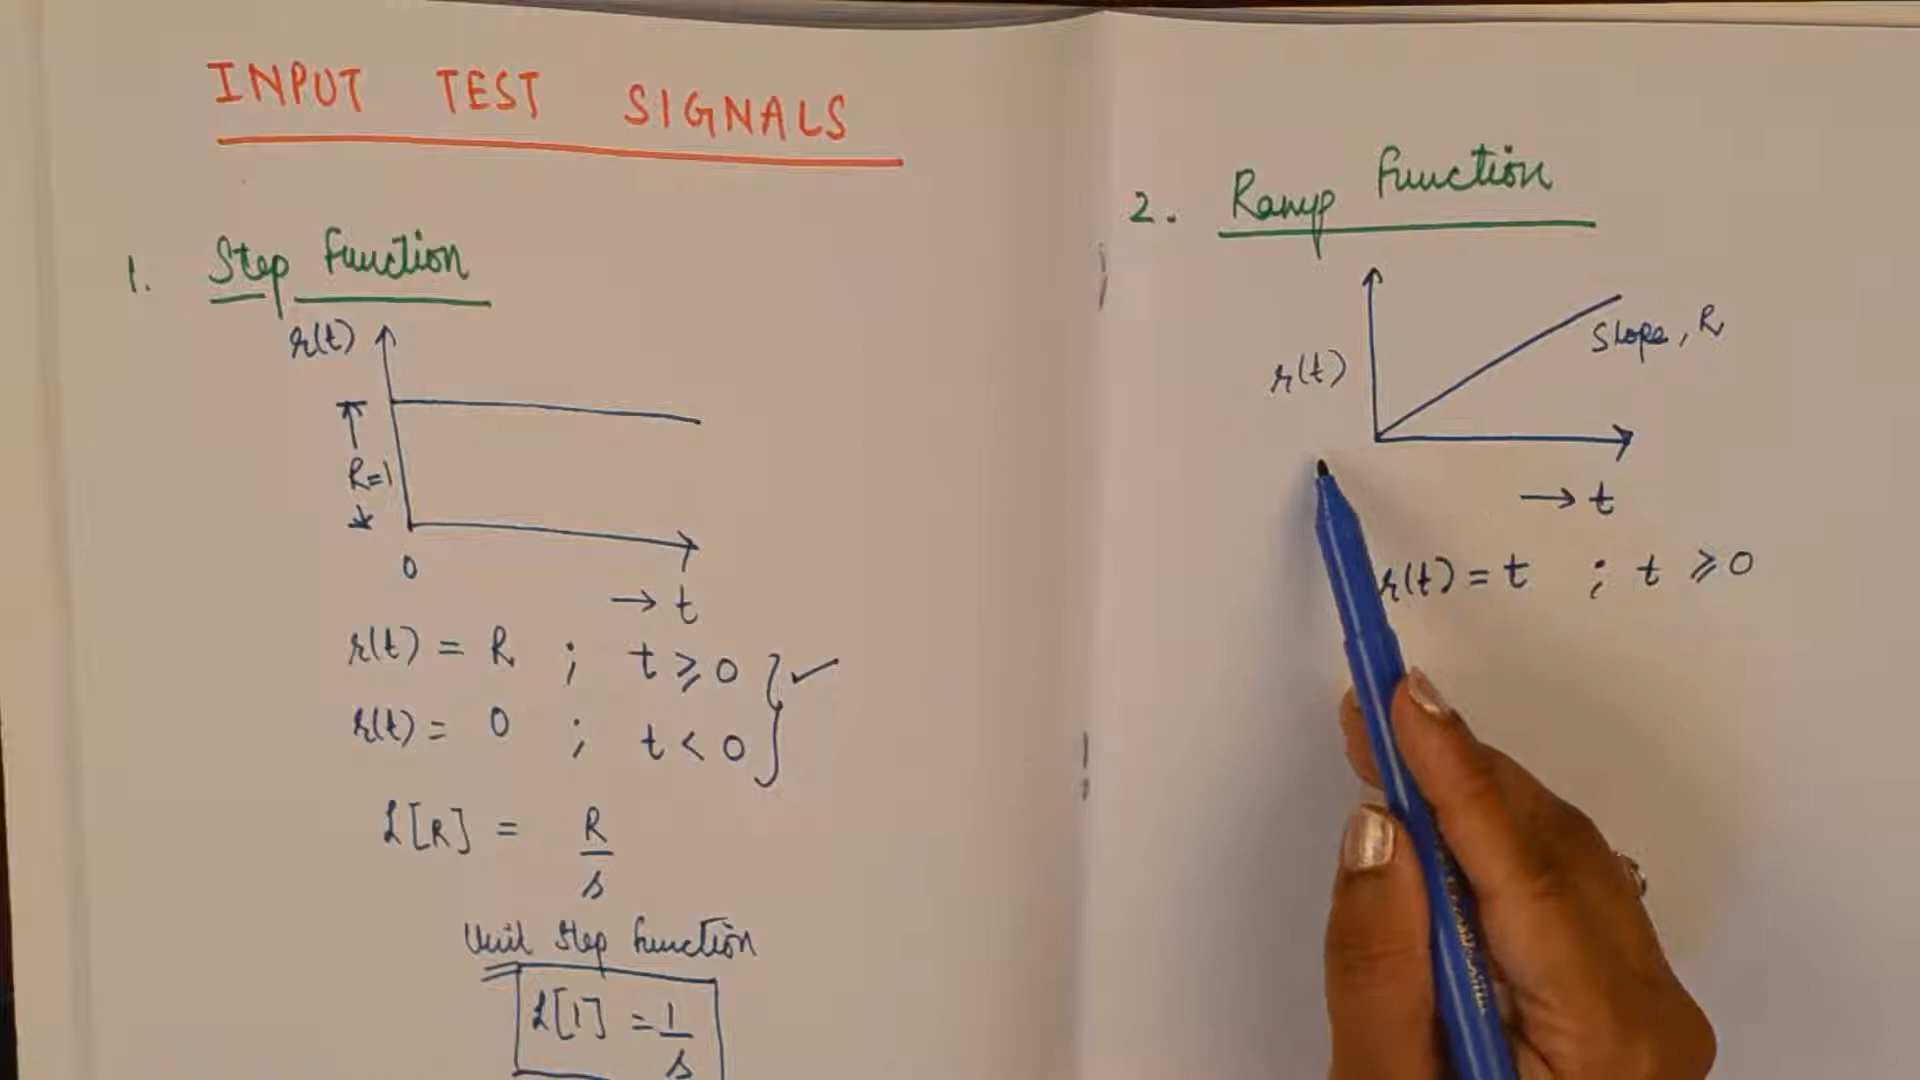 INPUT TEST SIGNALS
1. Step Function
r(t)
R=1
0
→ t
r(t) = R ; t ≥ 0
r(t) = 0 ; t < 0
L[R] = R/s
Unit Step Function
L[1] = 1/s
2. Ramp Function
Slope, R
r(t)
→ t
r(t) = t ; t ≥ 0